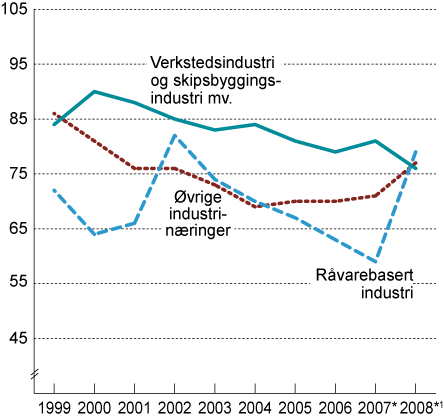 105
95
85
75
65
55
45
Verkstedsindustri
og skipsbyggings-
industri mv.
Øvrige
industri-
næringer
Råvarebasert
industri
1999 2000 2001 2002 2003 2004 2005 2006 2007* 2008*¹